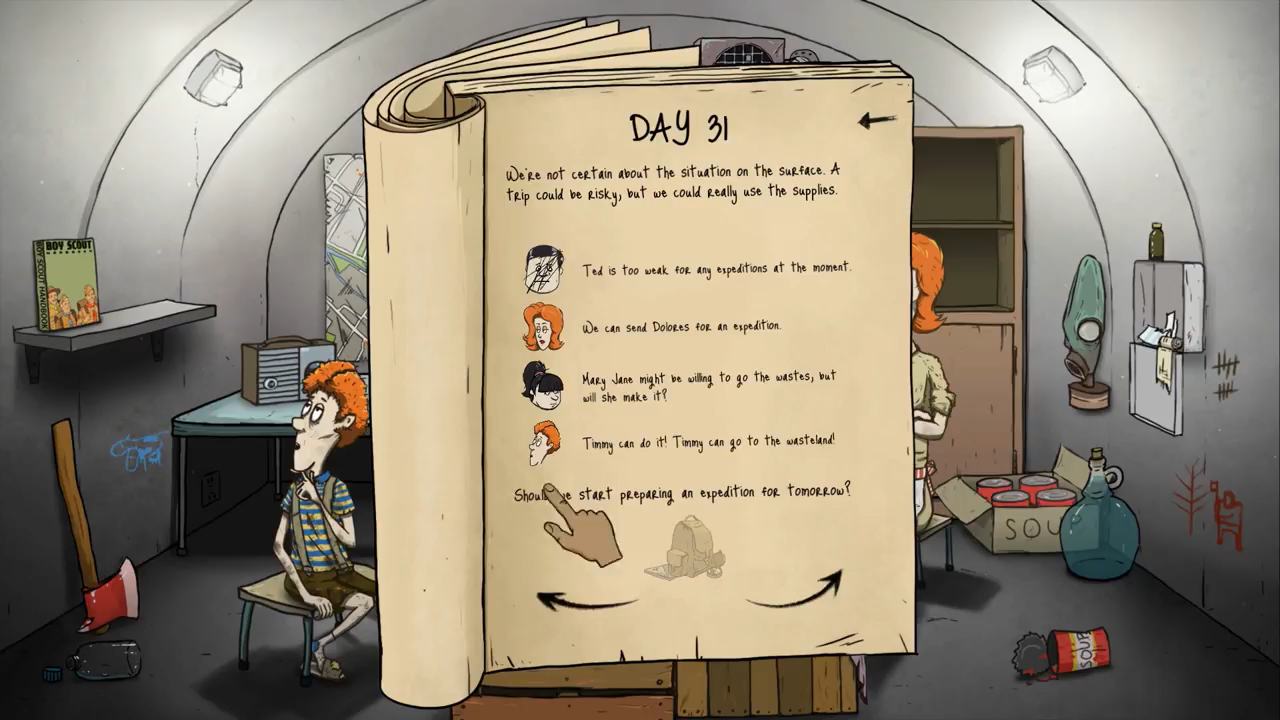 DAY 31
We're not certain about the situation on the surface. A
trip could be risky, but we could really use the supplies.
Ted is too weak for any expeditions at the moment.
We can send Dolores for an expedition.
Mary Jane might be willing to go the wastes, but
will she make it?
Timmy can do it! Timmy can go to the wasteland!
start preparing an expedition for tomorrow?
BOY SCOUT
BOY SCOUT HANDBOOK
SOUP